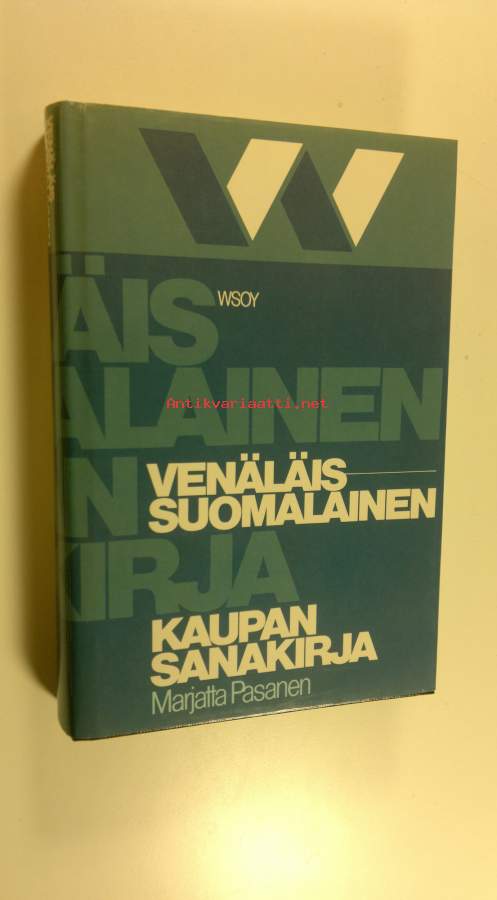 W
ÄIS
WSOY
ALAINEN
Antikvariaatti.net
N
VENÄLÄIS
SUOMALAINEN
KIRJA
KAUPAN
SANAKIRJA
Marjatta Pasanen